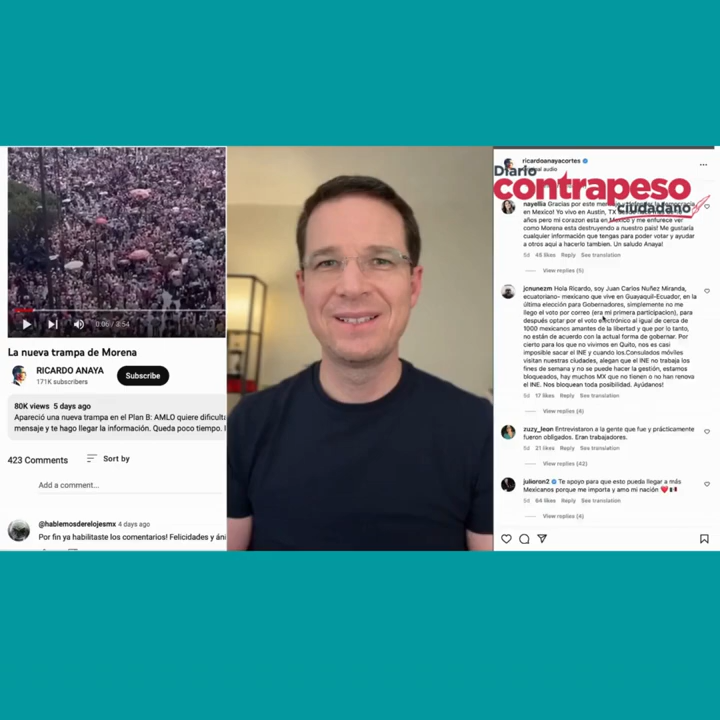 0:06 / 3:54
La nueva trampa de Morena
RICARDO ANAYA
171K subscribers
Subscribe
80K views 5 days ago
Apareció una nueva trampa en el Plan B: AMLO quiere dificult
mensaje y te hago llegar la información. Queda poco tiempo.
423 Comments
Sort by
Add a comment...
@hablemosderelojesmx 4 days ago
Por fin ya habilitaste los comentarios! Felicidades y áni
ricardoanayacortes
audio
Diario
contrapeso
ciudadano
nayellia Gracias por este
en Mexico! Yo vivo en Austin, TX
años pero mi corazon esta en Mexico y me enfurece ver
como Morena esta destruyendo a nuestro pais! Me gustaría
cualquier información que tengas para poder votar y ayudar
a otros aquí a hacerlo tambien. Un saludo Anaya!
5d 48 likes Reply See translation
View replies (5)
jcnunezm Hola Ricardo, soy Juan Carlos Nuñez Miranda,
ecuatoriano- mexicano que vive en Guayaquil-Ecuador, en la
última elección para Gobernadores, simplemente no me
llego el voto por correo (era mi primera participacion), para
después optar por el voto electrónico al igual de cerca de
1000 mexicanos amantes de la libertad y que por lo tanto,
no están de acuerdo con la actual forma de gobernar. Por
cierto para los que no vivimos en Quito, nos es casi
imposible sacar el INE y cuando los Consulados móviles
visitan nuestras ciudades, alegan que el INE no trabaja los
fines de semana y no se puede hacer la gestión, estamos
bloqueados, hay muchos MX que no tienen o no han renova
el INE. Nos bloquean toda posibilidad. Ayúdanos!
5d 17 likes Reply See translation
View replies (8)
zuzy_leon Entrevistaron a la gente que fue y prácticamente
fueron obligados. Eran trabajadores.
5d 21 likes Reply See translation
View replies (42)
julioron2 Te apoyo para que esto pueda llegar a más
Mexicanos porque me importa y amo mi nación ❤️🇲🇽
5d 64 likes Reply See translation
View replies (4)